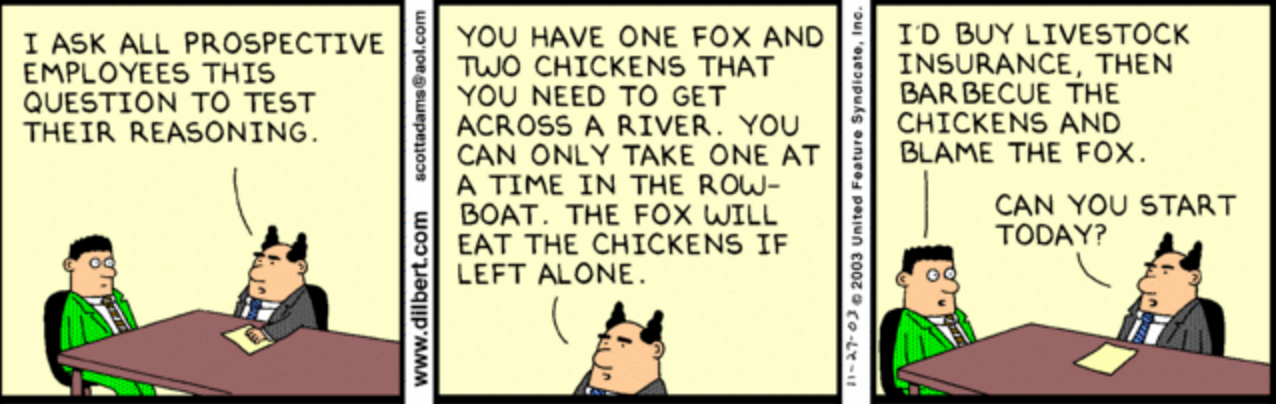 I ASK ALL PROSPECTIVE
EMPLOYEES THIS
QUESTION TO TEST
THEIR REASONING.
www.dilbert.com scottadams@aol.com
YOU HAVE ONE FOX AND
TWO CHICKENS THAT
YOU NEED TO GET
ACROSS A RIVER. YOU
CAN ONLY TAKE ONE AT
A TIME IN THE ROW-
BOAT. THE FOX WILL
EAT THE CHICKENS IF
LEFT ALONE.
11-27-03 © 2003 United Feature Syndicate, Inc.
I'D BUY LIVESTOCK
INSURANCE, THEN
BARBECUE THE
CHICKENS AND
BLAME THE FOX.
CAN YOU START
TODAY?